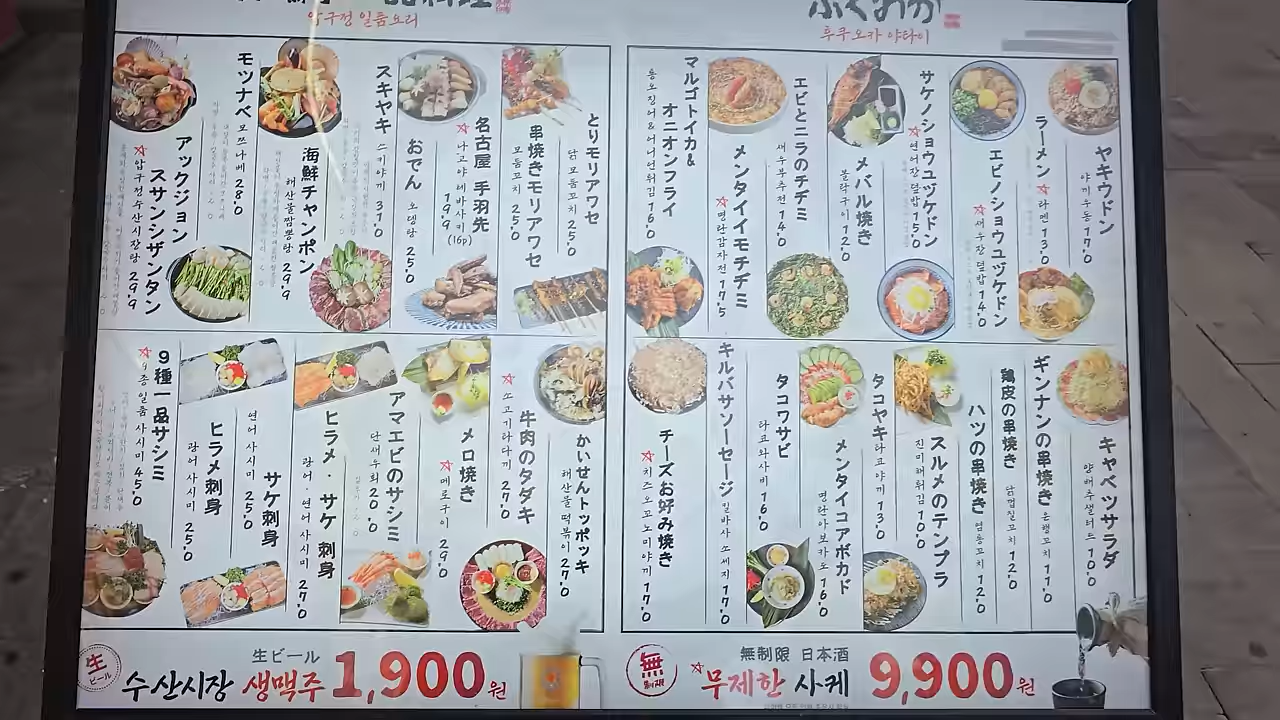 品料理
압구정 일품요리
ふくおか
후쿠오카 야타이
とりモリアワセ
닭 모듬꼬치 25.0
串焼きモリアワセ
모듬꼬치 25.0
名古屋 手羽先
나고야 테바사키 19.9
(16p)
おでん 오뎅탕 25.0
スキヤキ 스키야키 31.0
海鮮チャンポン
해산물짬뽕탕 29.9
モツナベ 모쯔나베 28.0
アックジョン
スサンシザンタン
압구정 수산시장탕 29.9
ヤキウドン
야끼우동 17.0
ラーメン 라멘 13.0
エビノショウユヅケドン
새우장덮밥 14.0
サケノショウユヅケドン
연어장덮밥 15.0
メバル焼き
볼락구이 12.0
エビとニラのチヂミ
새우부추전 14.0
メンタイイモチヂミ
명란감자전 17.5
マルゴトイカ&
オニオンフライ
통오징어&어니언튀김 16.0
かいせんトッポッキ
해산물떡볶이 27.0
牛肉のタダキ
쏘고기타다끼 27.0
メロ焼き
메로구이 29.0
アマエビのサシミ
단새우회 20.0
ヒラメ・サケ 刺身
광어·연어 사시미 27.0
サケ刺身
연어 사시미 25.0
ヒラメ刺身
광어 사시미 25.0
9種一品サシミ
9종일품 사시미 45.0
キャベツサラダ
양배추샐러드 10.0
ギンナンの串焼き 은행꼬치 11.0
鶏皮の串焼き 닭껍질꼬치 12.0
ハツの串焼き 염통꼬치 12.0
スルメのテンプラ
진미채튀김 10.0
タコヤキ 타코야끼 13.0
メンタイコアボカド
명란아보카도 16.0
タコワサビ
타코와사비 16.0
キルバサソーセージ 킬바사 쏘세지 17.0
チーズお好み焼き
치즈오꼬노미야끼 17.0
生
ビール
生ビール
수산시장 생맥주 1,900원
無
制限
無制限 日本酒
무제한 사케 9,900원